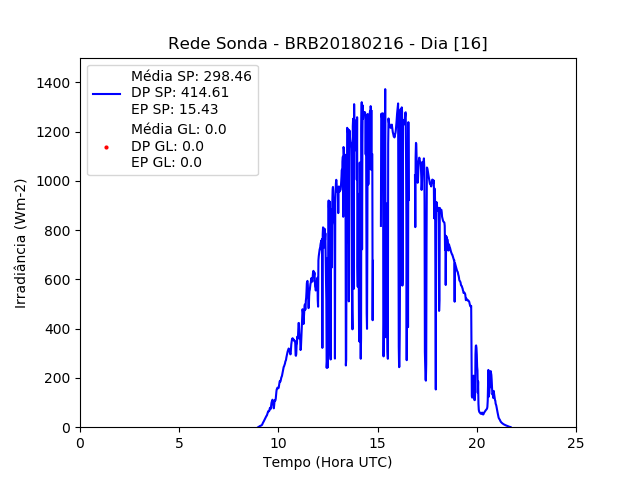 Rede Sonda - BRB20180216 - Dia [16]
Média SP: 298.46
DP SP: 414.61
EP SP: 15.43
Média GL: 0.0
DP GL: 0.0
EP GL: 0.0
Irradiância (Wm-2)
1400
1200
1000
800
600
400
200
0
0 5 10 15 20 25
Tempo (Hora UTC)